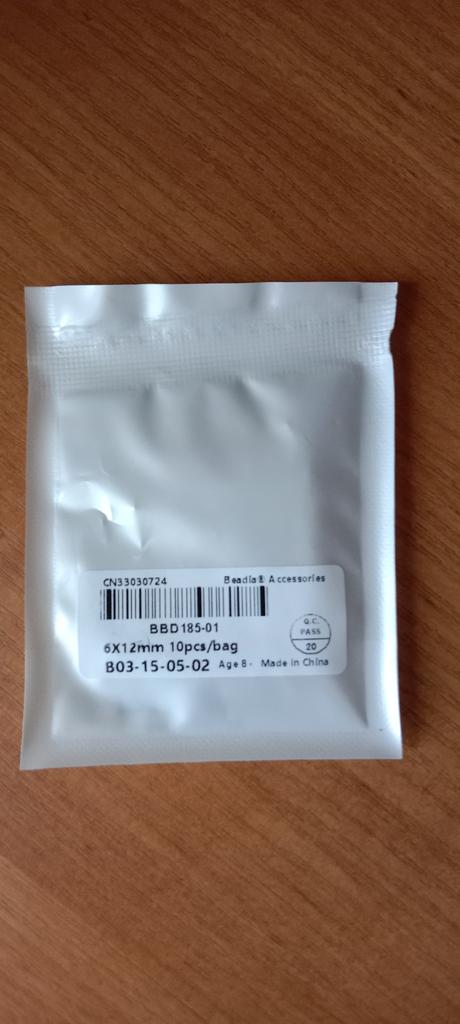 CN33030724 Beadia® Accessories
BBD185-01
6X12mm 10pcs/bag
B03-15-05-02 Age 8- Made in China
Q.C.
PASS
20